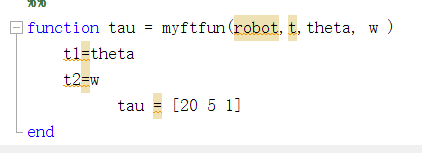 %%
function tau = myftfun(robot,t,theta, w )
t1=theta
t2=w
tau = [20 5 1]
end